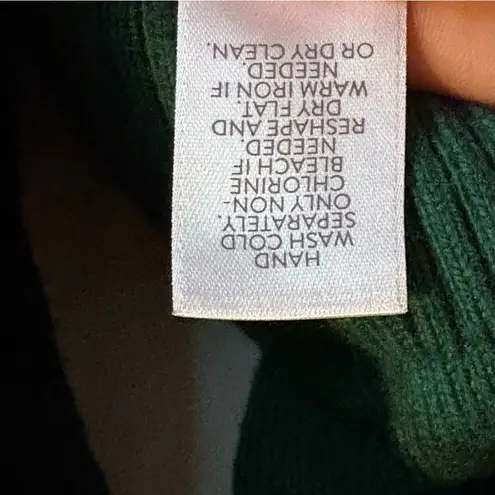 HAND
WASH COLD
SEPARATELY.
ONLY NON-
CHLORINE
BLEACH IF
NEEDED.
RESHAPE AND
DRY FLAT.
WARM IRON IF
NEEDED.
OR DRY CLEAN.